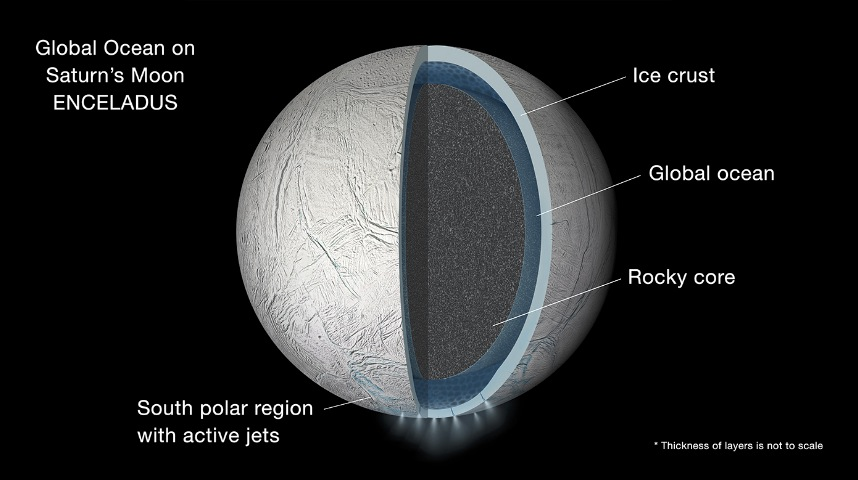 Global Ocean on
Saturn's Moon
ENCELADUS
Ice crust
Global ocean
Rocky core
South polar region
with active jets
* Thickness of layers is not to scale